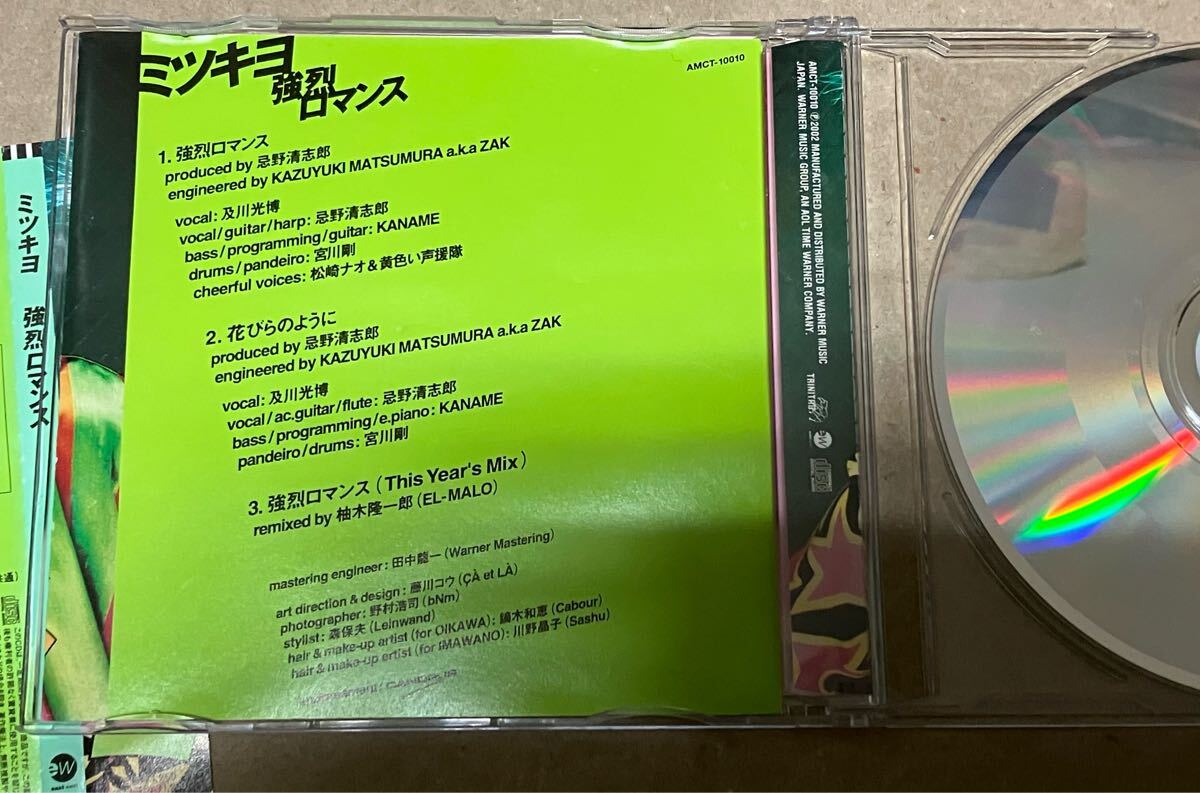 ミツキヨ
強烈
ロマンス
AMCT-10010
1. 強烈ロマンス
produced by 忌野清志郎
engineered by KAZUYUKI MATSUMURA a.k.a ZAK
vocal: 及川光博
vocal/guitar/harp: 忌野清志郎
bass/programming/guitar: KANAME
drums/pandeiro: 宮川剛
cheerful voices: 松崎ナオ＆黄色い声援隊
2. 花びらのように
produced by 忌野清志郎
engineered by KAZUYUKI MATSUMURA a.k.a ZAK
vocal: 及川光博
vocal/ac.guitar/flute: 忌野清志郎
bass/programming/e.piano: KANAME
pandeiro/drums: 宮川剛
3. 強烈ロマンス (This Year's Mix)
remixed by 柚木隆一郎 (EL-MALO)
mastering engineer: 田中龍一 (Warner Mastering)
art direction & design: 藤川コウ (ÇÀ et LÀ)
photographer: 野村浩司 (bNm)
stylist: 森保夫 (Leinwand)
hair & make-up artist (for OIKAWA): 鏑木和恵 (Cabour)
hair & make-up artist (for IMAWANO): 川野晶子 (Sashu)
AMCT-10010 Ⓟ2002 MANUFACTURED AND DISTRIBUTED BY WARNER MUSIC
JAPAN. WARNER MUSIC GROUP, AN AOL TIME WARNER COMPANY.
ew
disc
ミツキヨ 強烈ロマンス
ew